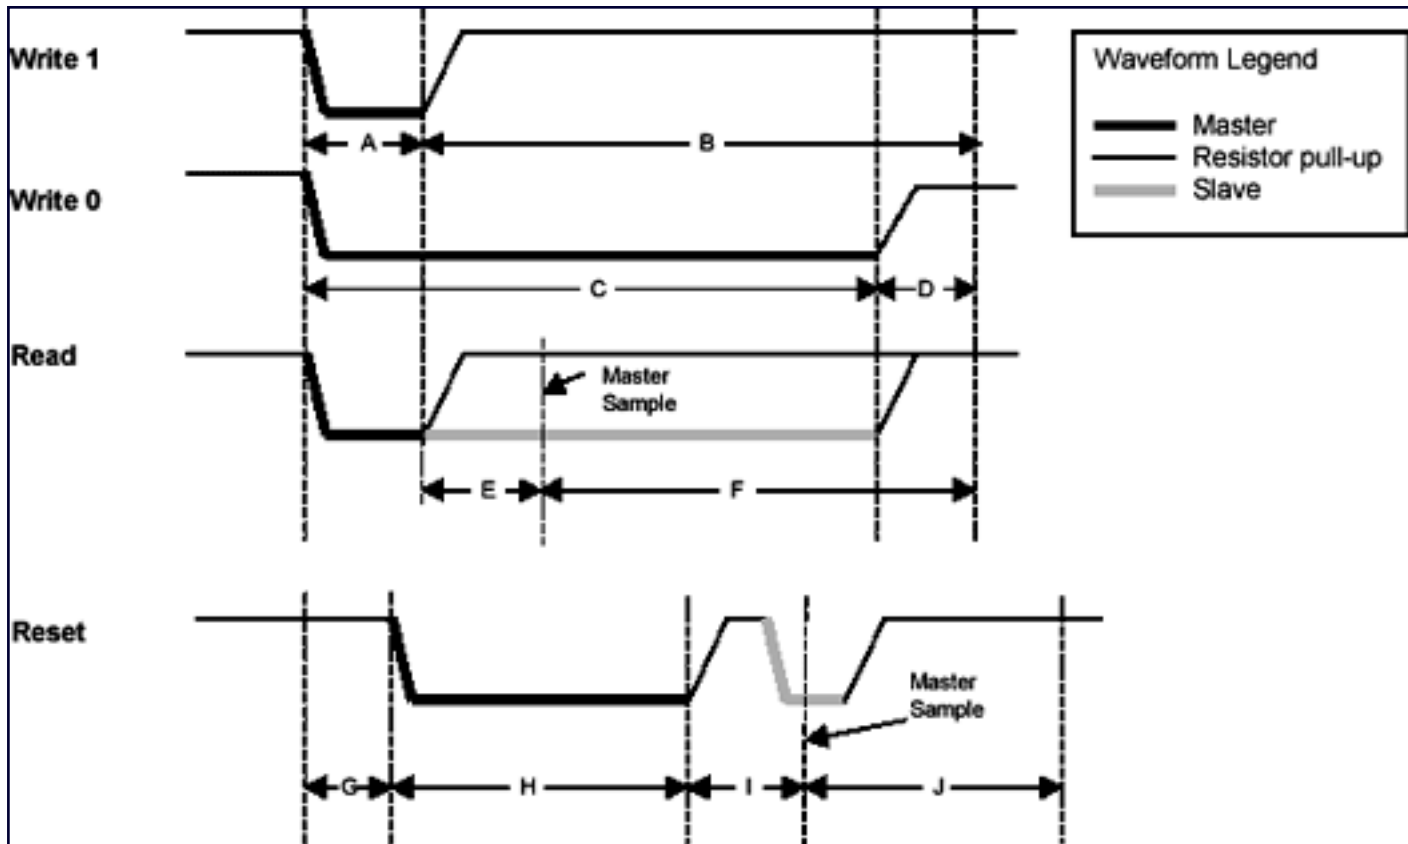 Write 1
A
B
Waveform Legend
Master
Resistor pull-up
Slave
Write 0
C
D
Read
Master
Sample
E
F
Reset
Master
Sample
G
H
I
J